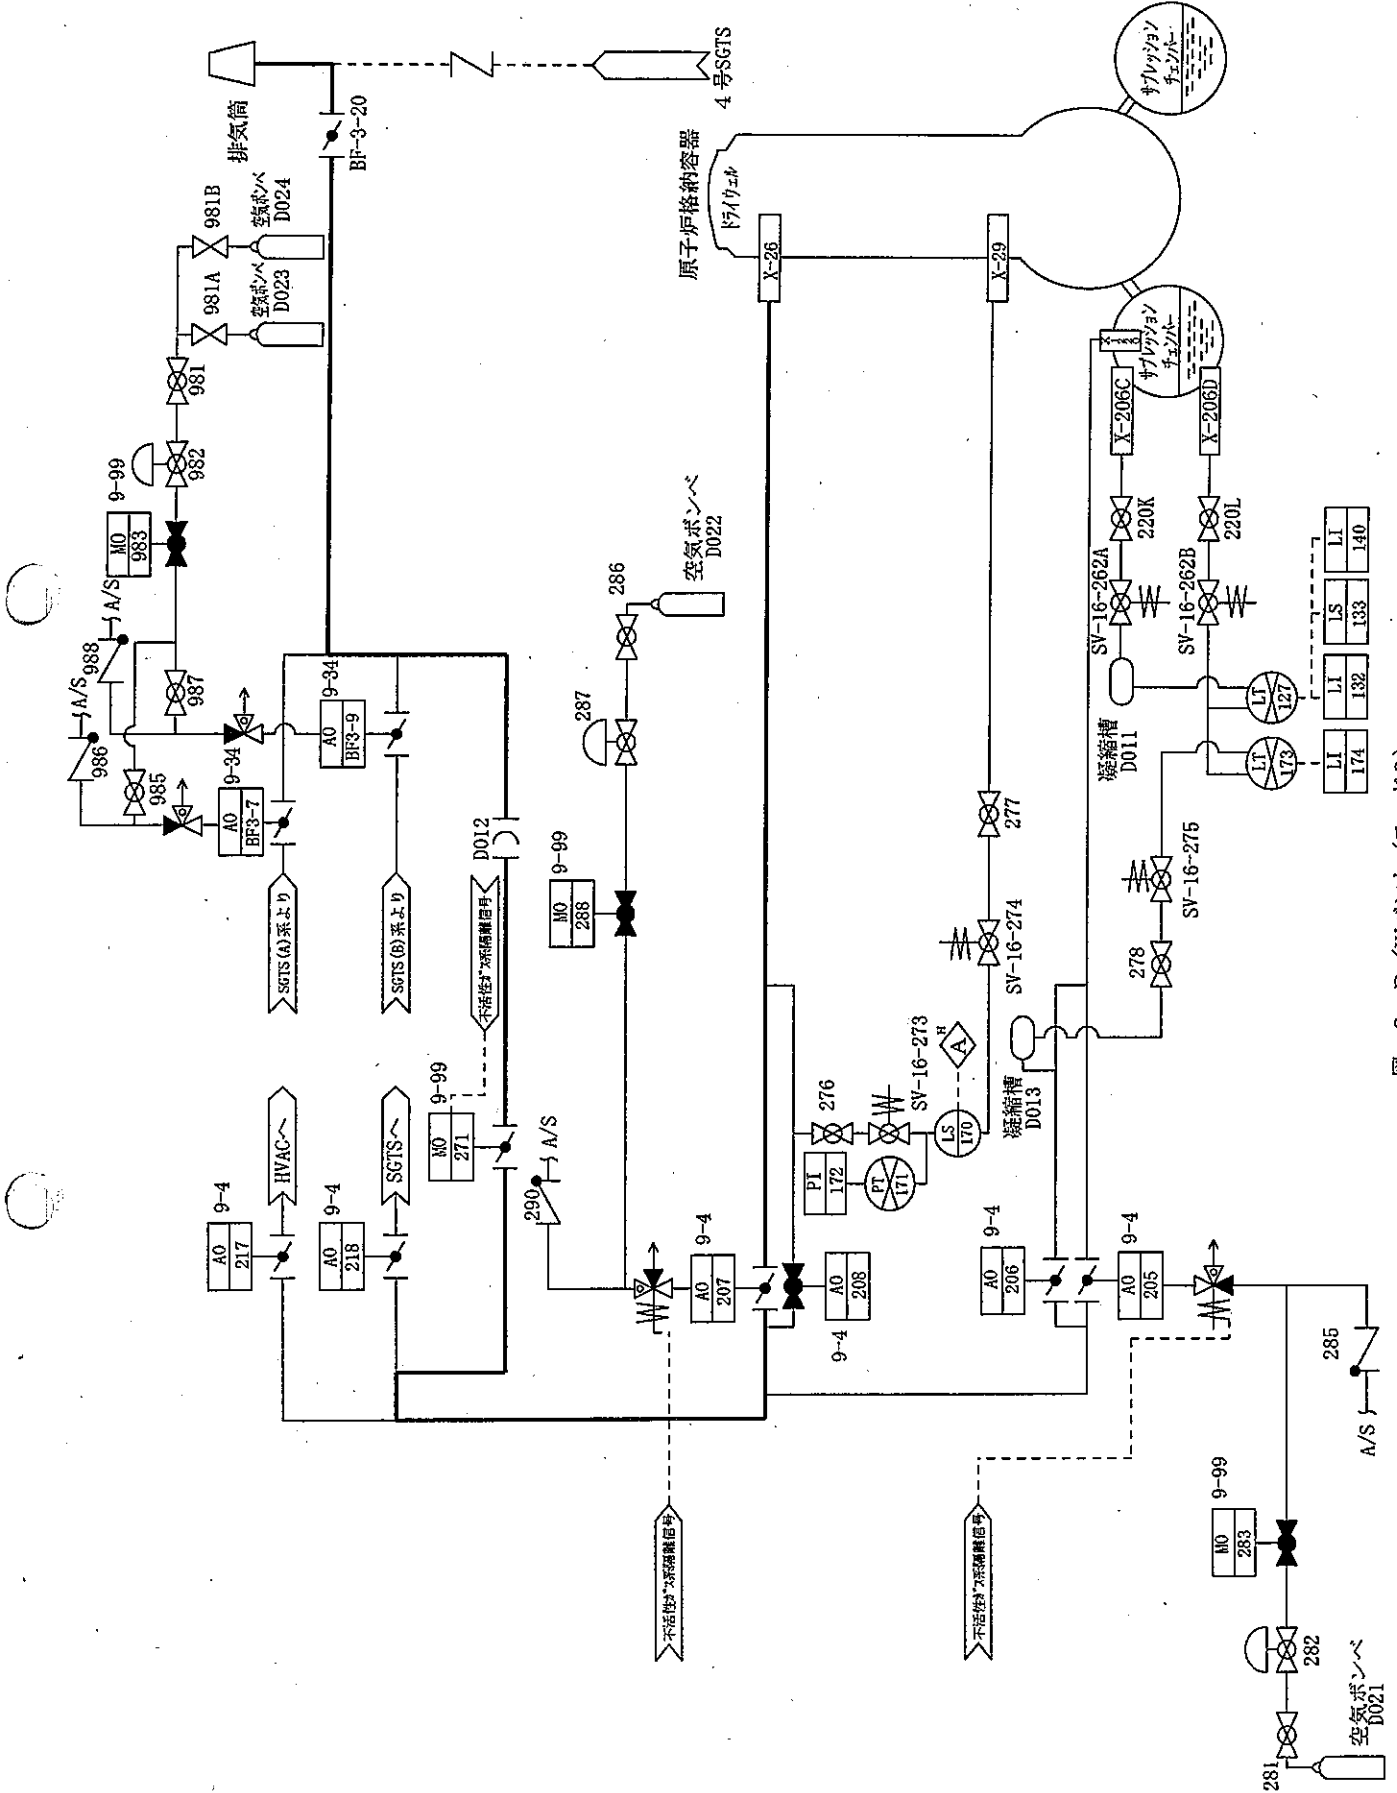 排気筒
BF-3-20
4号SGTS
981B
空気ボンベ
D024
981A
空気ボンベ
D023
981
982
9-99
MO
983
A/S
988
A/S
986
987
985
9-34
AO
BF3-9
9-34
AO
BF3-7
SGTS(A)系より
SGTS(B)系より
D012
不活性ガス系隔離信号
9-99
MO
271
HVACへ
SGTSへ
9-4
AO
217
9-4
AO
218
286
空気ボンベ
D022
287
9-99
MO
288
A/S
290
9-4
AO
207
AO
208
9-4
不活性ガス系隔離信号
原子炉格納容器
ドライウェル
X-26
X-29
サプレッション
チェンバー
サプレッション
チェンバー
X-206C
X-206D
220K
220L
SV-16-262A
SV-16-262B
凝縮槽
D011
LT
127
LT
173
LI
140
LS
133
LI
132
LI
174
277
SV-16-274
276
SV-16-273
PI
172
PT
171
LS
170
A
H
凝縮槽
D013
278
SV-16-275
9-4
AO
206
9-4
AO
205
不活性ガス系隔離信号
285
A/S
9-99
MO
283
282
281
空気ボンベ
D021